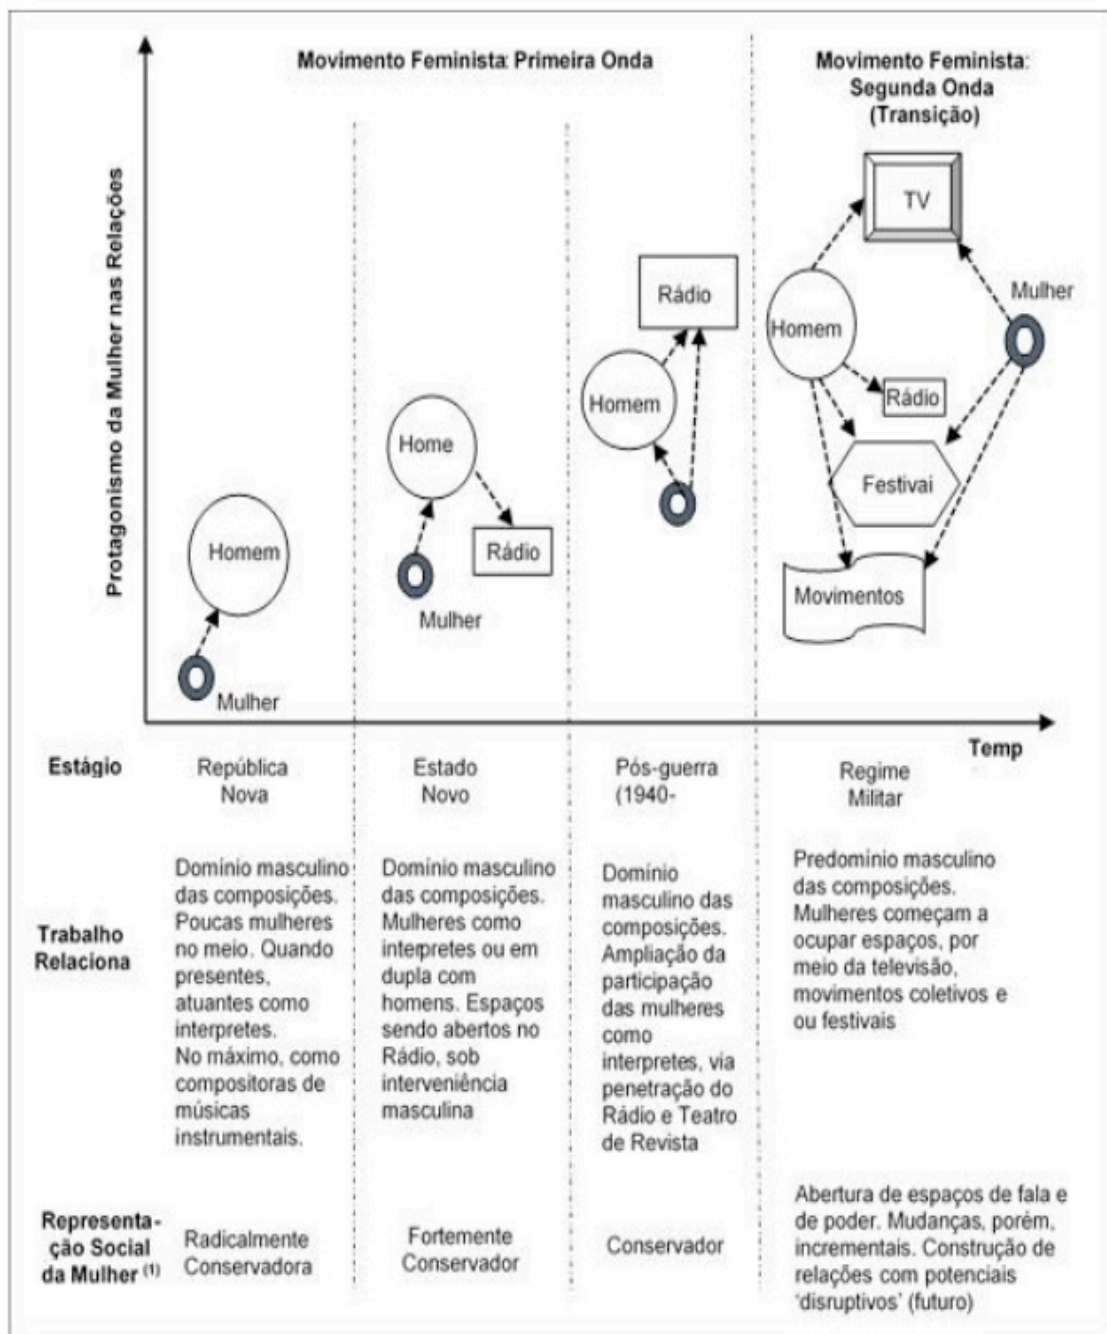 Movimento Feminista: Primeira Onda
Movimento Feminista:
Segunda Onda
(Transição)
Protagonismo da Mulher nas Relações
Homem
Mulher
Home
Rádio
Mulher
Rádio
Homem
TV
Homem
Mulher
Rádio
Festivai
Movimentos
Temp
Estágio
República
Nova
Estado
Novo
Pós-guerra
(1940-
Regime
Militar
Trabalho
Relaciona
Domínio masculino
das composições.
Poucas mulheres
no meio. Quando
presentes,
atuantes como
interpretes.
No máximo, como
compositoras de
músicas
instrumentais.
Domínio masculino
das composições.
Mulheres como
interpretes ou em
dupla com
homens. Espaços
sendo abertos no
Rádio, sob
interveniência
masculina
Domínio
masculino das
composições.
Ampliação da
participação
das mulheres
como
interpretes, via
penetração do
Rádio e Teatro
de Revista
Predomínio masculino
das composições.
Mulheres começam a
ocupar espaços, por
meio da televisão,
movimentos coletivos e
ou festivais
Representa-
ção Social
da Mulher (1)
Radicalmente
Conservadora
Fortemente
Conservador
Conservador
Abertura de espaços de fala e
de poder. Mudanças, porém,
incrementais. Construção de
relações com potenciais
'disruptivos' (futuro)